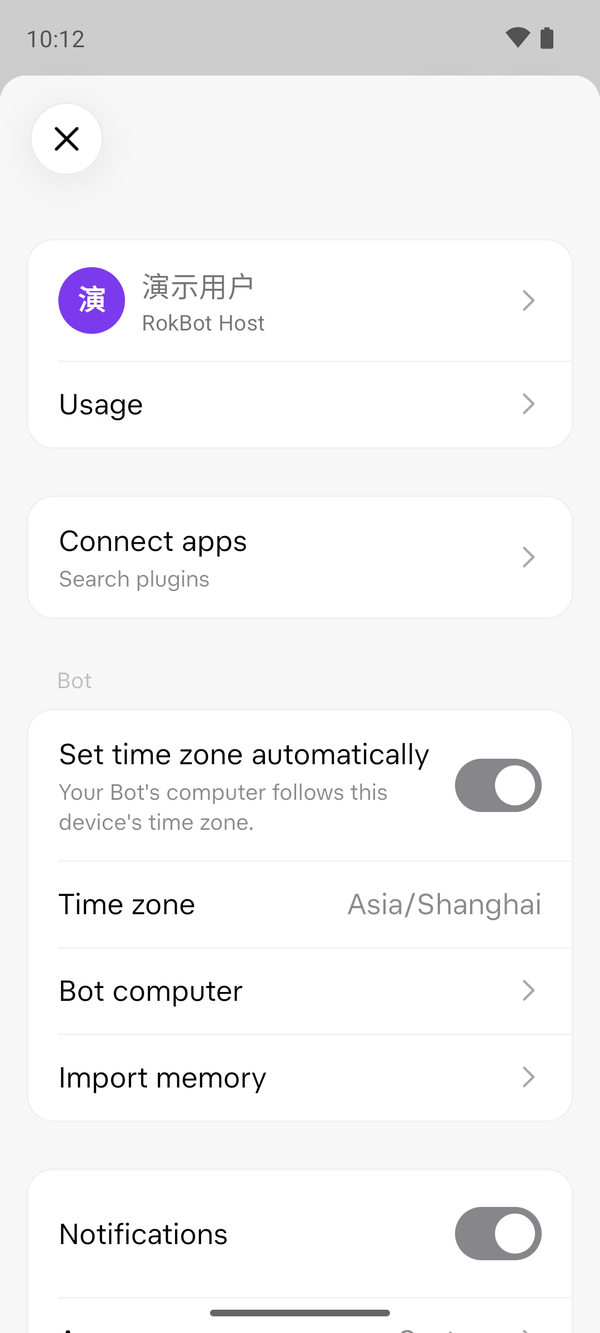 10:12
演
演示用户
RokBot Host
Usage
Connect apps
Search plugins
Bot
Set time zone automatically
Your Bot's computer follows this
device's time zone.
Time zone
Asia/Shanghai
Bot computer
Import memory
Notifications